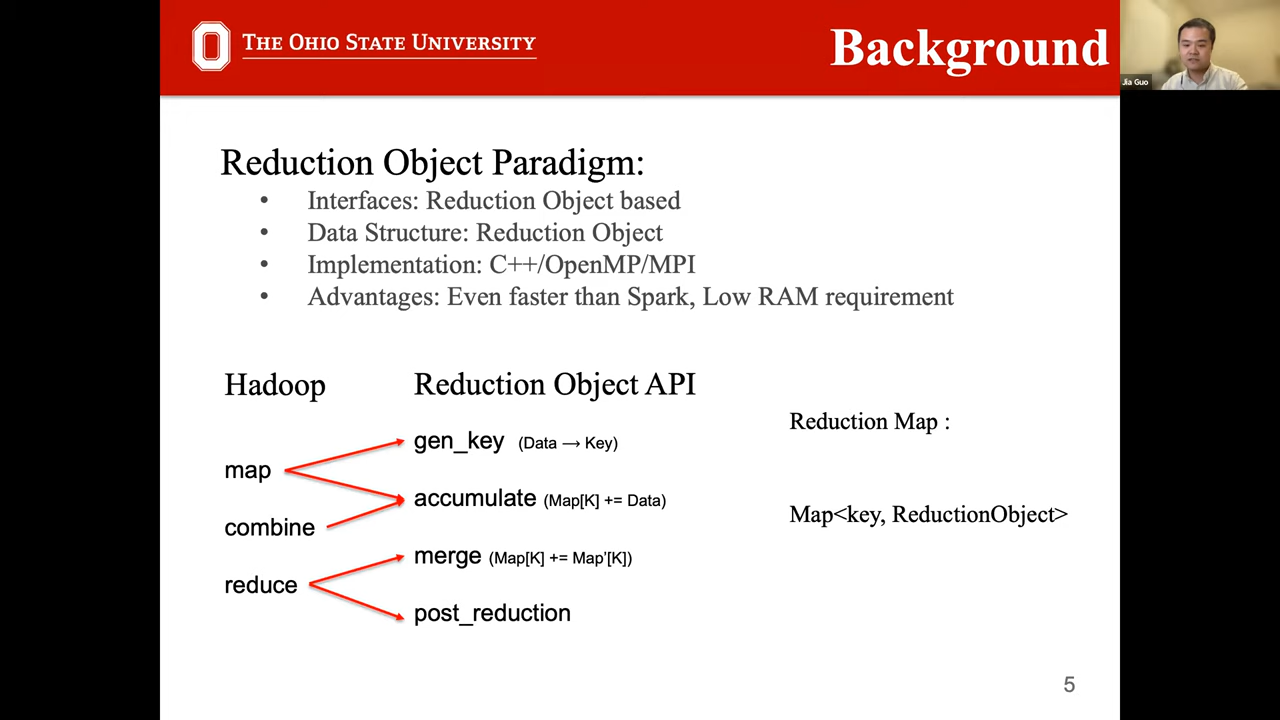 THE OHIO STATE UNIVERSITY
Background
Jia Guo
Reduction Object Paradigm:
• Interfaces: Reduction Object based
• Data Structure: Reduction Object
• Implementation: C++/OpenMP/MPI
• Advantages: Even faster than Spark, Low RAM requirement
Hadoop
Reduction Object API
map
combine
reduce
gen_key (Data → Key)
accumulate (Map[K] += Data)
merge (Map[K] += Map'[K])
post_reduction
Reduction Map :
Map<key, ReductionObject>
5